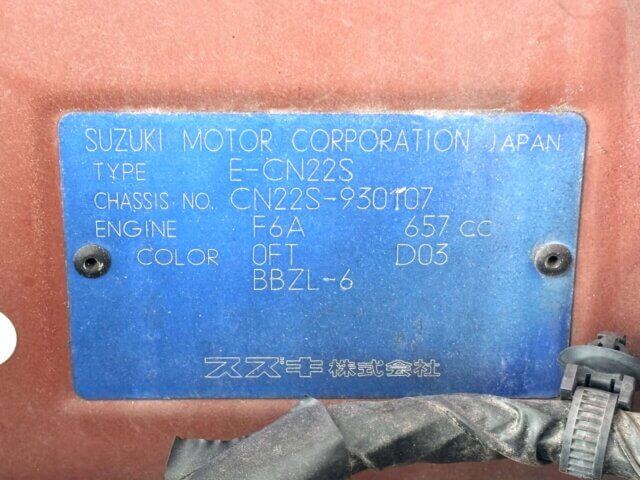 SUZUKI MOTOR CORPORATION JAPAN
TYPE E-CN22S
CHASSIS NO. CN22S-930107
ENGINE F6A 657 CC
COLOR 0FT D03
BBZL-6
スズキ株式会社